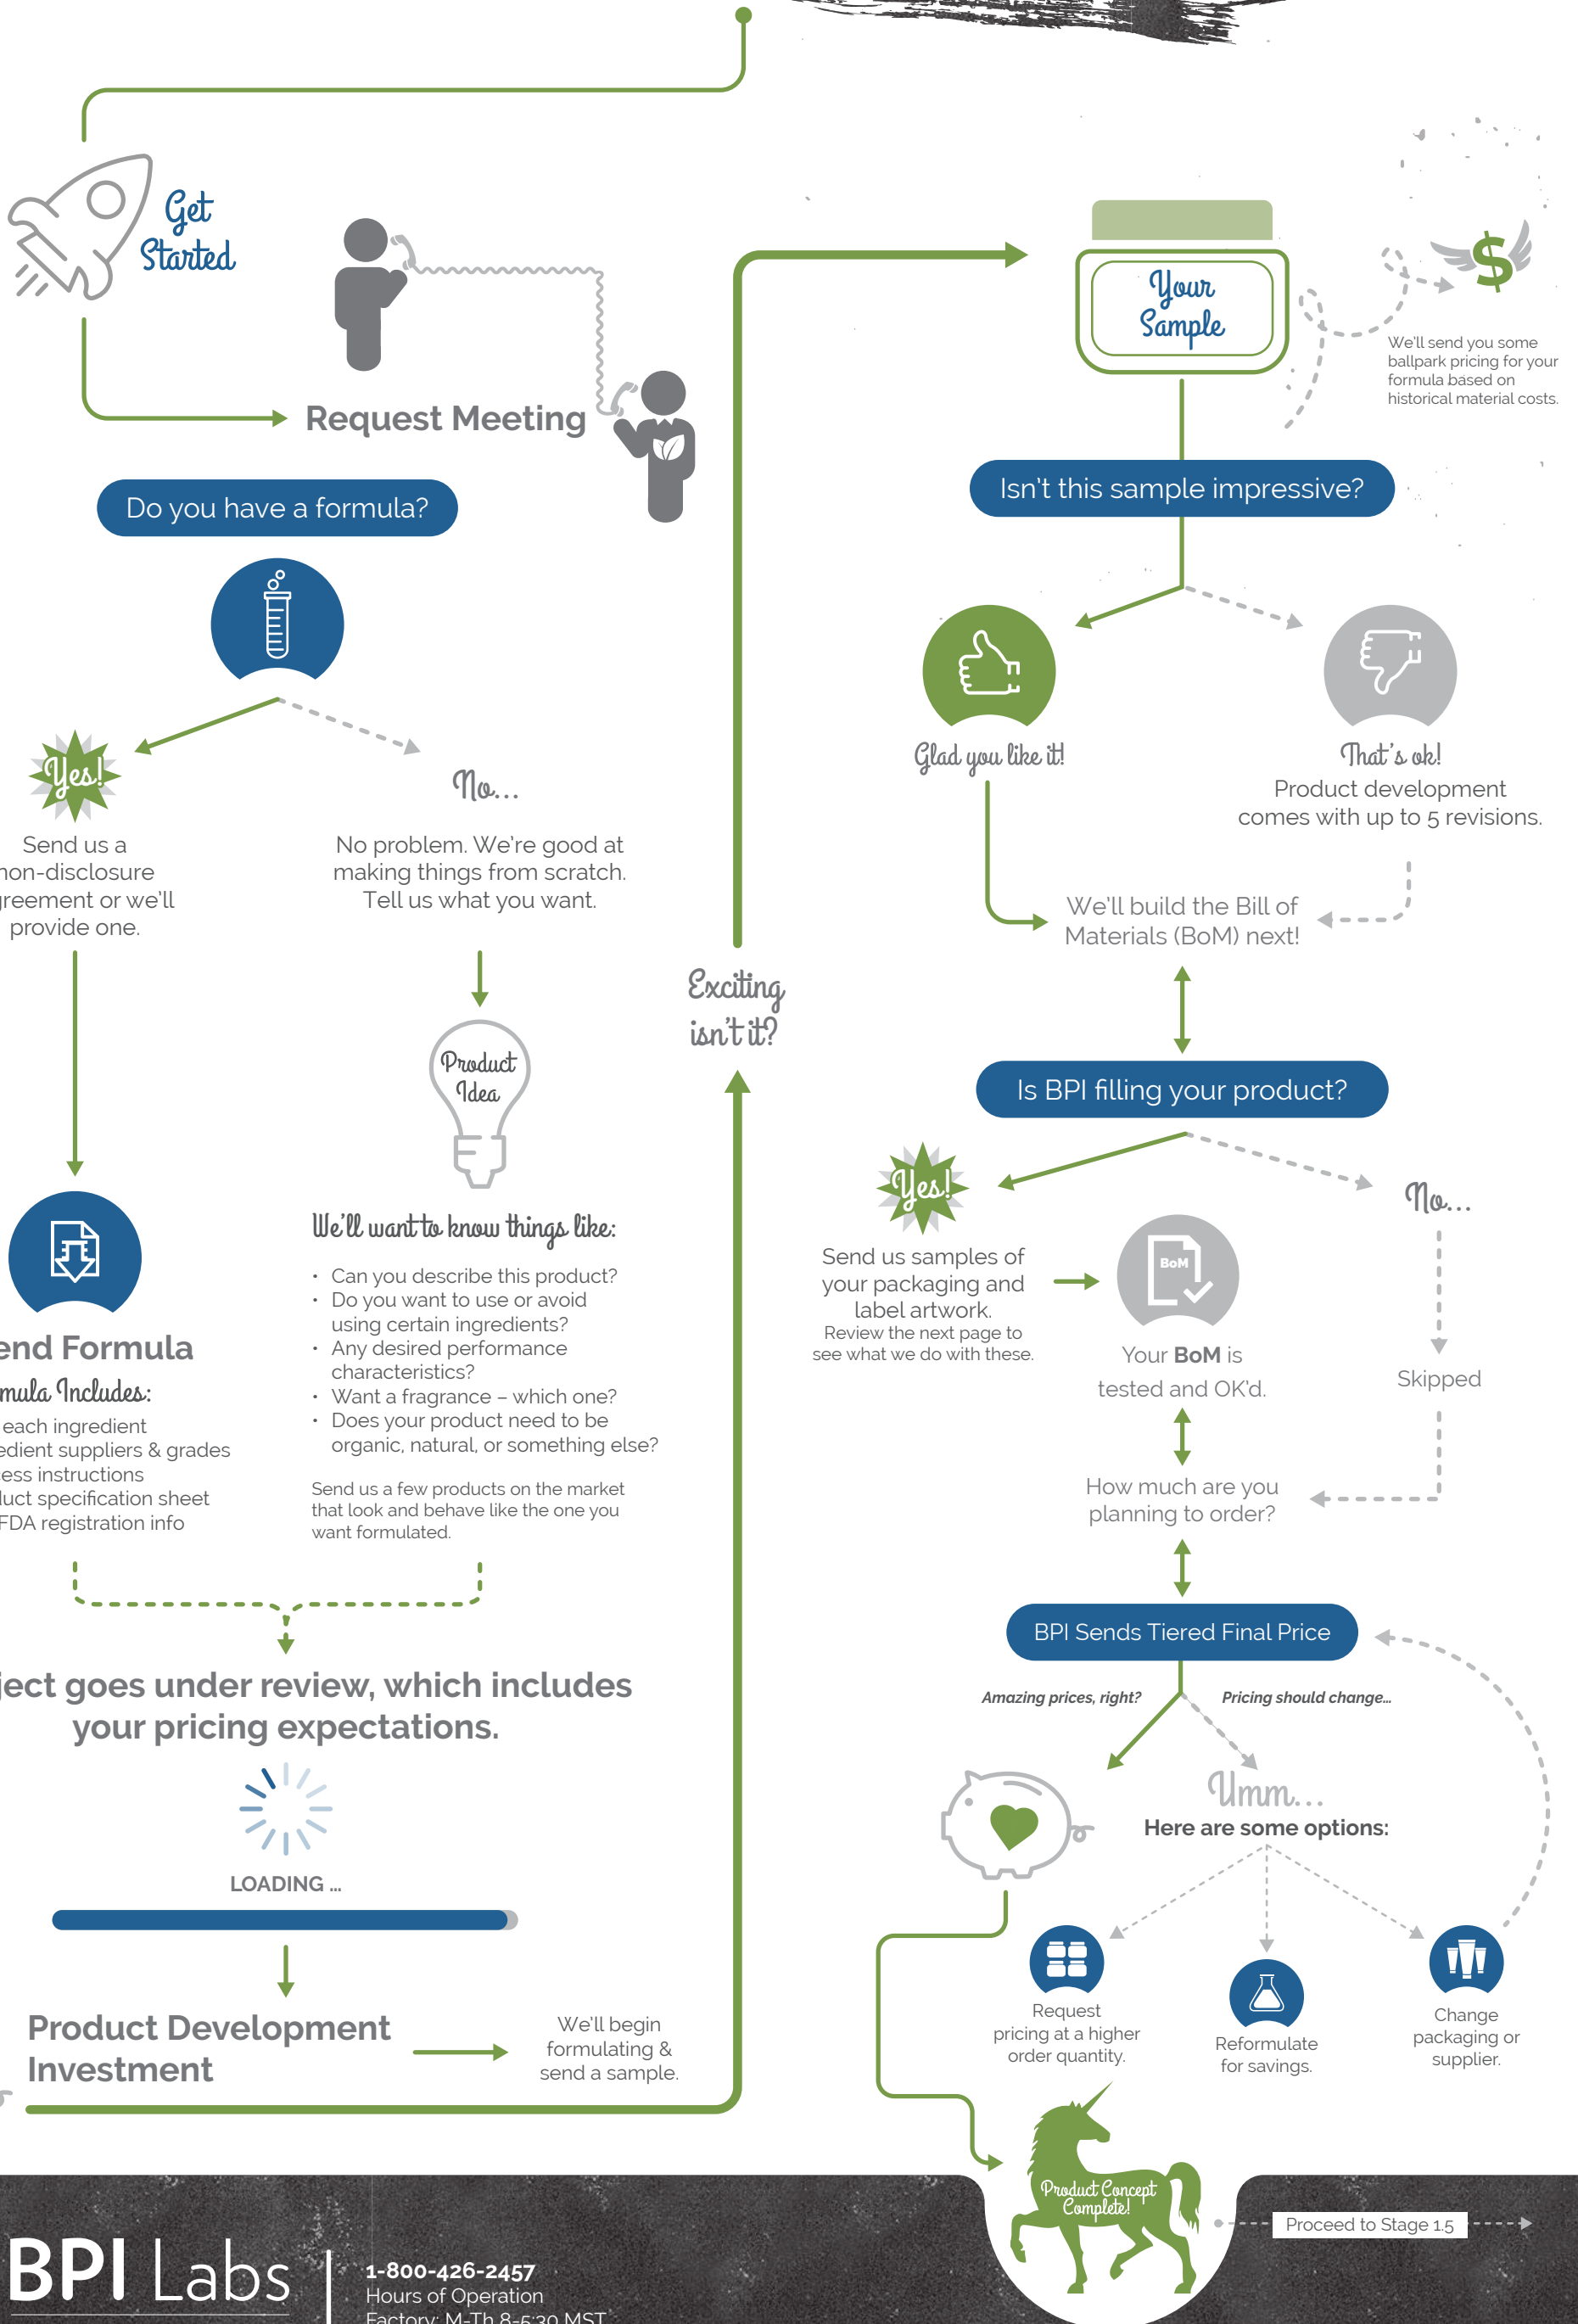 Get
Started
Request Meeting
Do you have a formula?
Yes!
Send us a
non-disclosure
agreement or we'll
provide one.
No...
No problem. We're good at
making things from scratch.
Tell us what you want.
Product
Idea
We'll want to know things like:
• Can you describe this product?
• Do you want to use or avoid
using certain ingredients?
• Any desired performance
characteristics?
• Want a fragrance – which one?
• Does your product need to be
organic, natural, or something else?
Send us a few products on the market
that look and behave like the one you
want formulated.
end Formula
mula Includes:
each ingredient
edient suppliers & grades
cess instructions
duct specification sheet
FDA registration info
ject goes under review, which includes
your pricing expectations.
LOADING ...
Product Development
Investment
We'll begin
formulating &
send a sample.
Exciting
isn't it?
Your
Sample
$
We'll send you some
ballpark pricing for your
formula based on
historical material costs.
Isn't this sample impressive?
Glad you like it!
That's ok!
Product development
comes with up to 5 revisions.
We'll build the Bill of
Materials (BoM) next!
Is BPI filling your product?
Yes!
Send us samples of
your packaging and
label artwork.
Review the next page to
see what we do with these.
BoM
Your BoM is
tested and OK'd.
No...
Skipped
How much are you
planning to order?
BPI Sends Tiered Final Price
Amazing prices, right?
Pricing should change...
Umm...
Here are some options:
Request
pricing at a higher
order quantity.
Reformulate
for savings.
Change
packaging or
supplier.
Product Concept
Complete!
Proceed to Stage 1.5
BPI Labs
1-800-426-2457
Hours of Operation
Factory: M-Th 8-5:30 MST